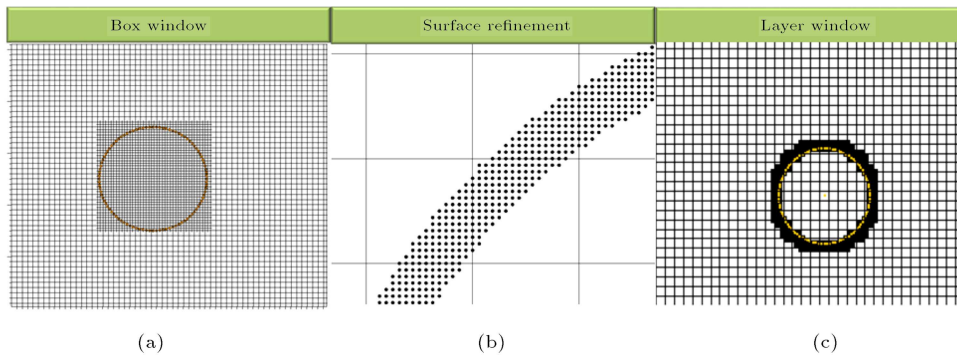 Box window
Surface refinement
Layer window
(a)
(b)
(c)